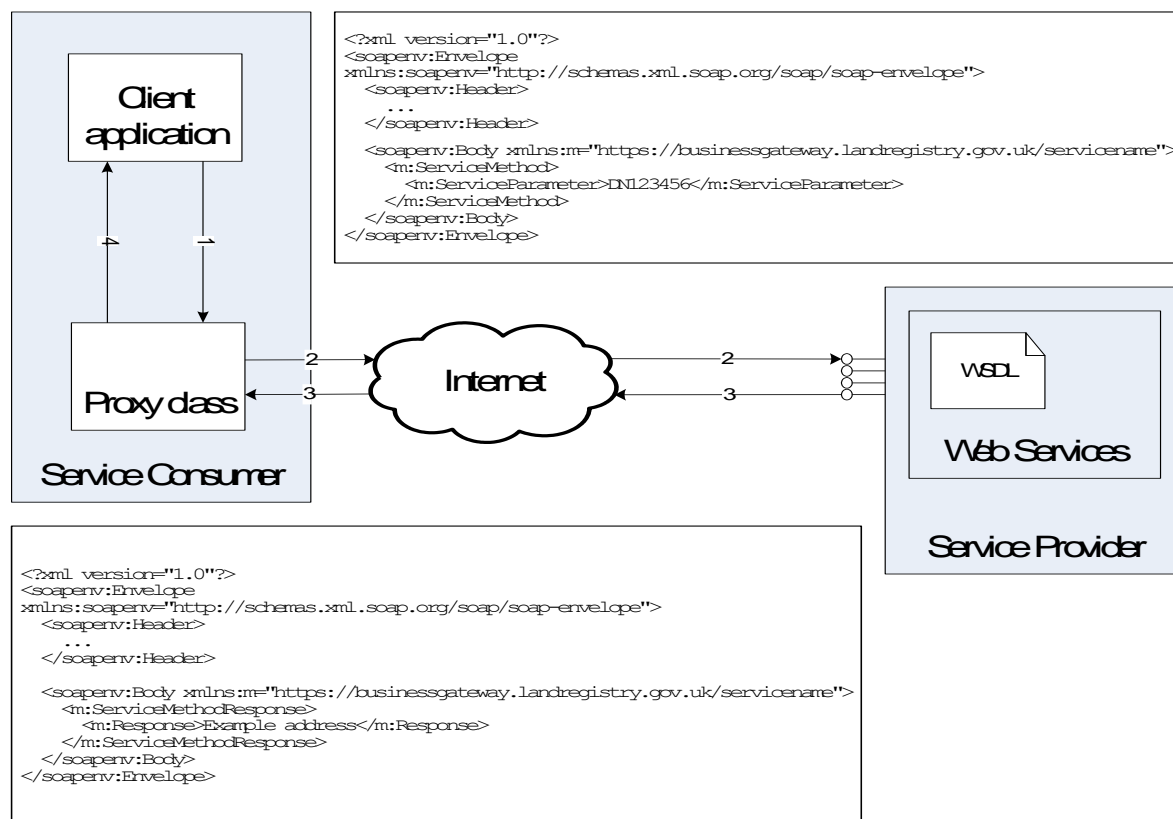 <?xml version="1.0"?>
<soapenv:Envelope
xmlns:soapenv="http://schemas.xml.soap.org/soap/soap-envelope">
<soapenv:Header>
...
</soapenv:Header>
<soapenv:Body xmlns:m="https://businessgateway.landregistry.gov.uk/servicename">
<m:ServiceMethod>
<m:ServiceParameter>DN123456</m:ServiceParameter>
</m:ServiceMethod>
</soapenv:Body>
</soapenv:Envelope>
Client
application
4
1
Proxy class
Service Consumer
2
3
Internet
2
3
WSDL
Web Services
Service Provider
<?xml version="1.0"?>
<soapenv:Envelope
xmlns:soapenv="http://schemas.xml.soap.org/soap/soap-envelope">
<soapenv:Header>
...
</soapenv:Header>
<soapenv:Body xmlns:m="https://businessgateway.landregistry.gov.uk/servicename">
<m:ServiceMethodResponse>
<m:Response>Example address</m:Response>
</m:ServiceMethodResponse>
</soapenv:Body>
</soapenv:Envelope>